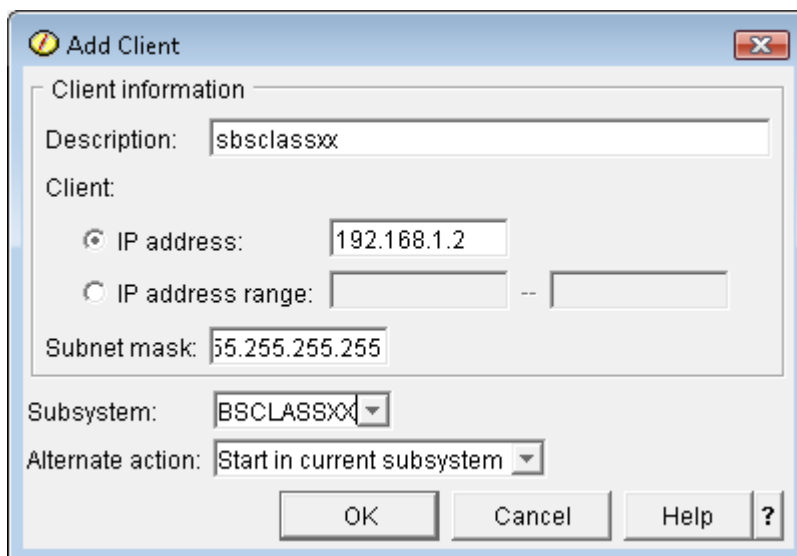 Add Client
Client information
Description: sbsclassxx
Client:
IP address: 192.168.1.2
IP address range: --
Subnet mask: 55.255.255.255
Subsystem: BSCLASSXX
Alternate action: Start in current subsystem
OK Cancel Help ?